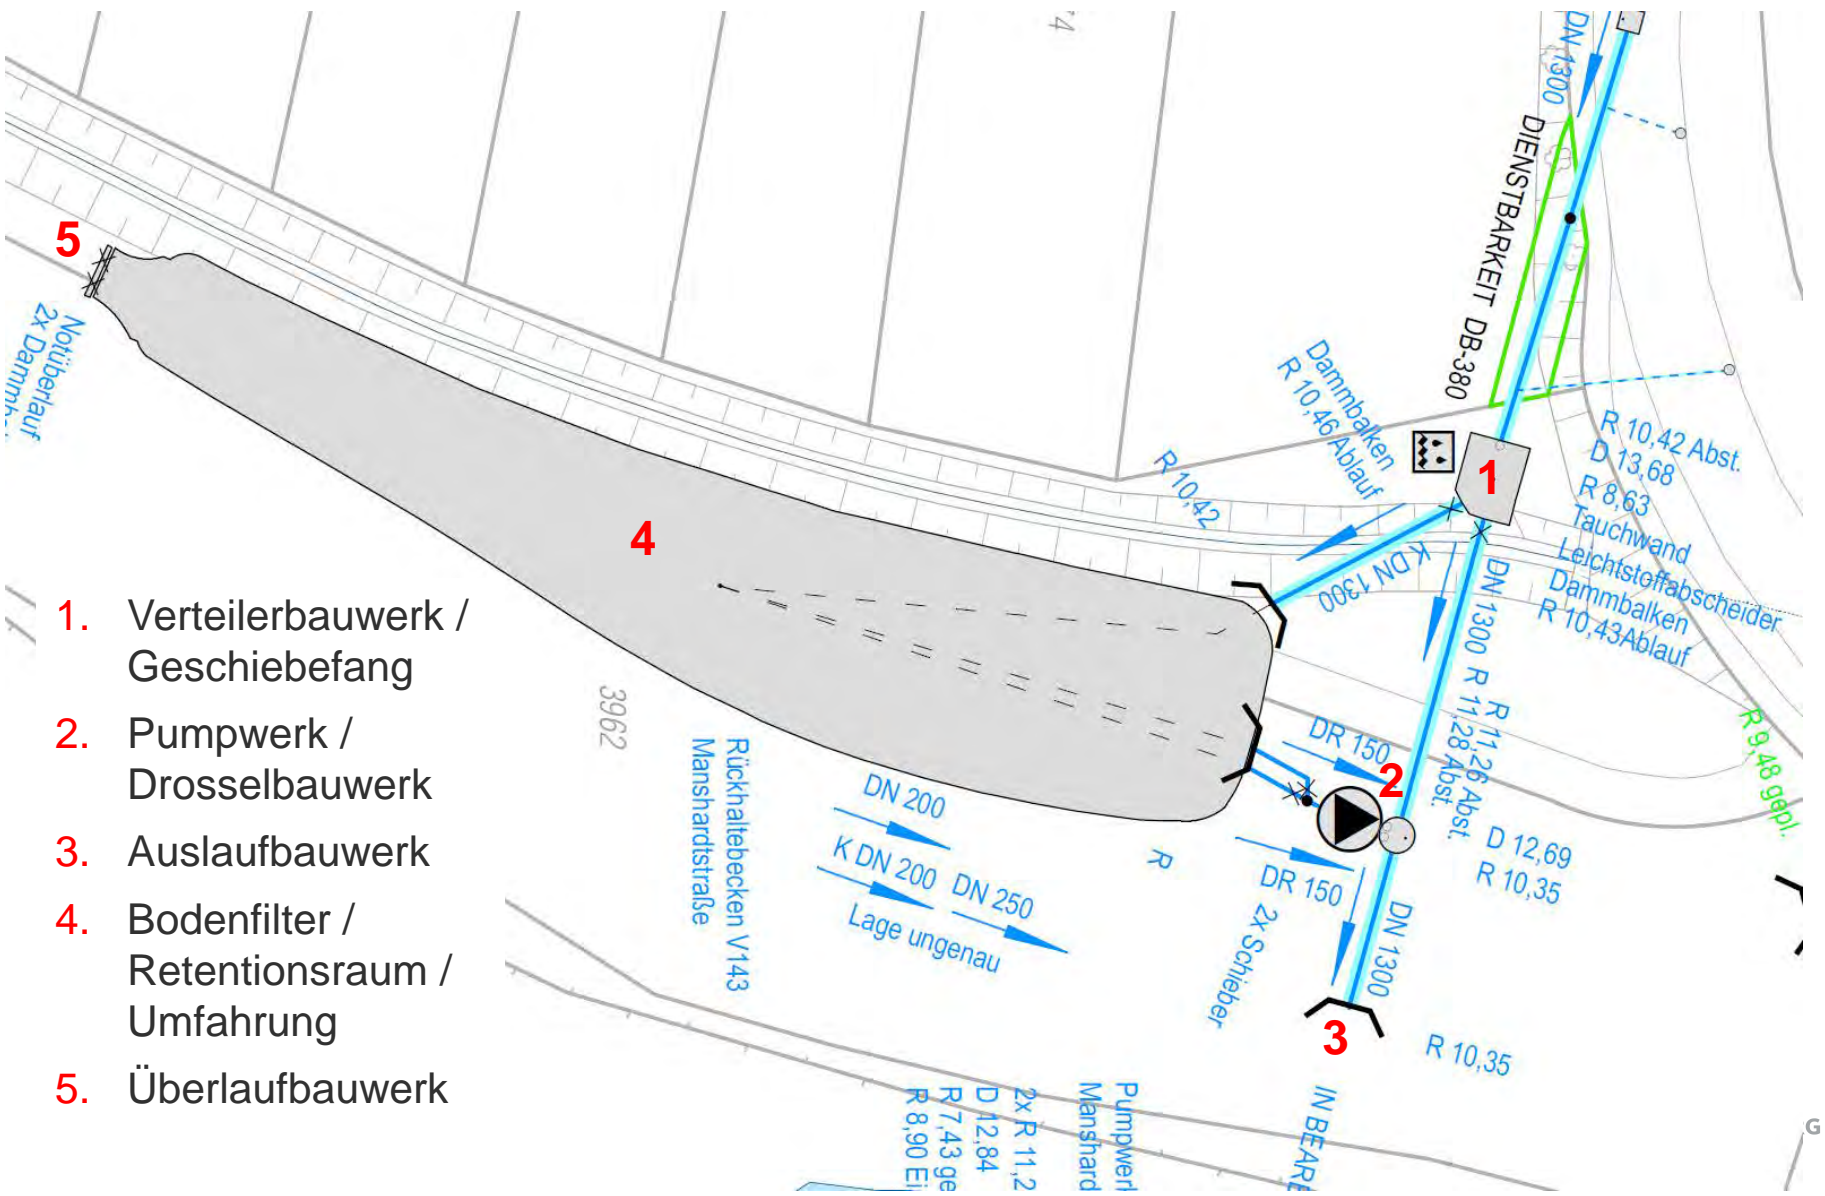 74
DN 1300
DIENSTBARKEIT DB-380
5
Notüberlauf
2x
Dammbalken
R 10,46 Ablauf
R 10,42
1
R 10,42 Abst.
D 13,68
R 8,63
Tauchwand
Leichtstoffabscheider
Dammbalken
R 10,43Ablauf
K DN 1300
4
DN 1300 R 11,28 Abst.
R 11,26 Abst.
R 9,48 gepl.
1. Verteilerbauwerk /
Geschiebefang
2. Pumpwerk /
Drosselbauwerk
3. Auslaufbauwerk
4. Bodenfilter /
Retentionsraum /
Umfahrung
5. Überlaufbauwerk
3962
Rückhaltebecken V143
Manshardtstraße
DN 200
K DN 200 DN 250
Lage ungenau
R
DR 150
2
DR 150
2x Schieber
D 12,69
R 10,35
DN 1300
3
R 10,35
IN BEARBE
Pumpwerk
Manshard
2x R 11,2
D 12,84
R 7,43 ge
R 8,90 Ei
G